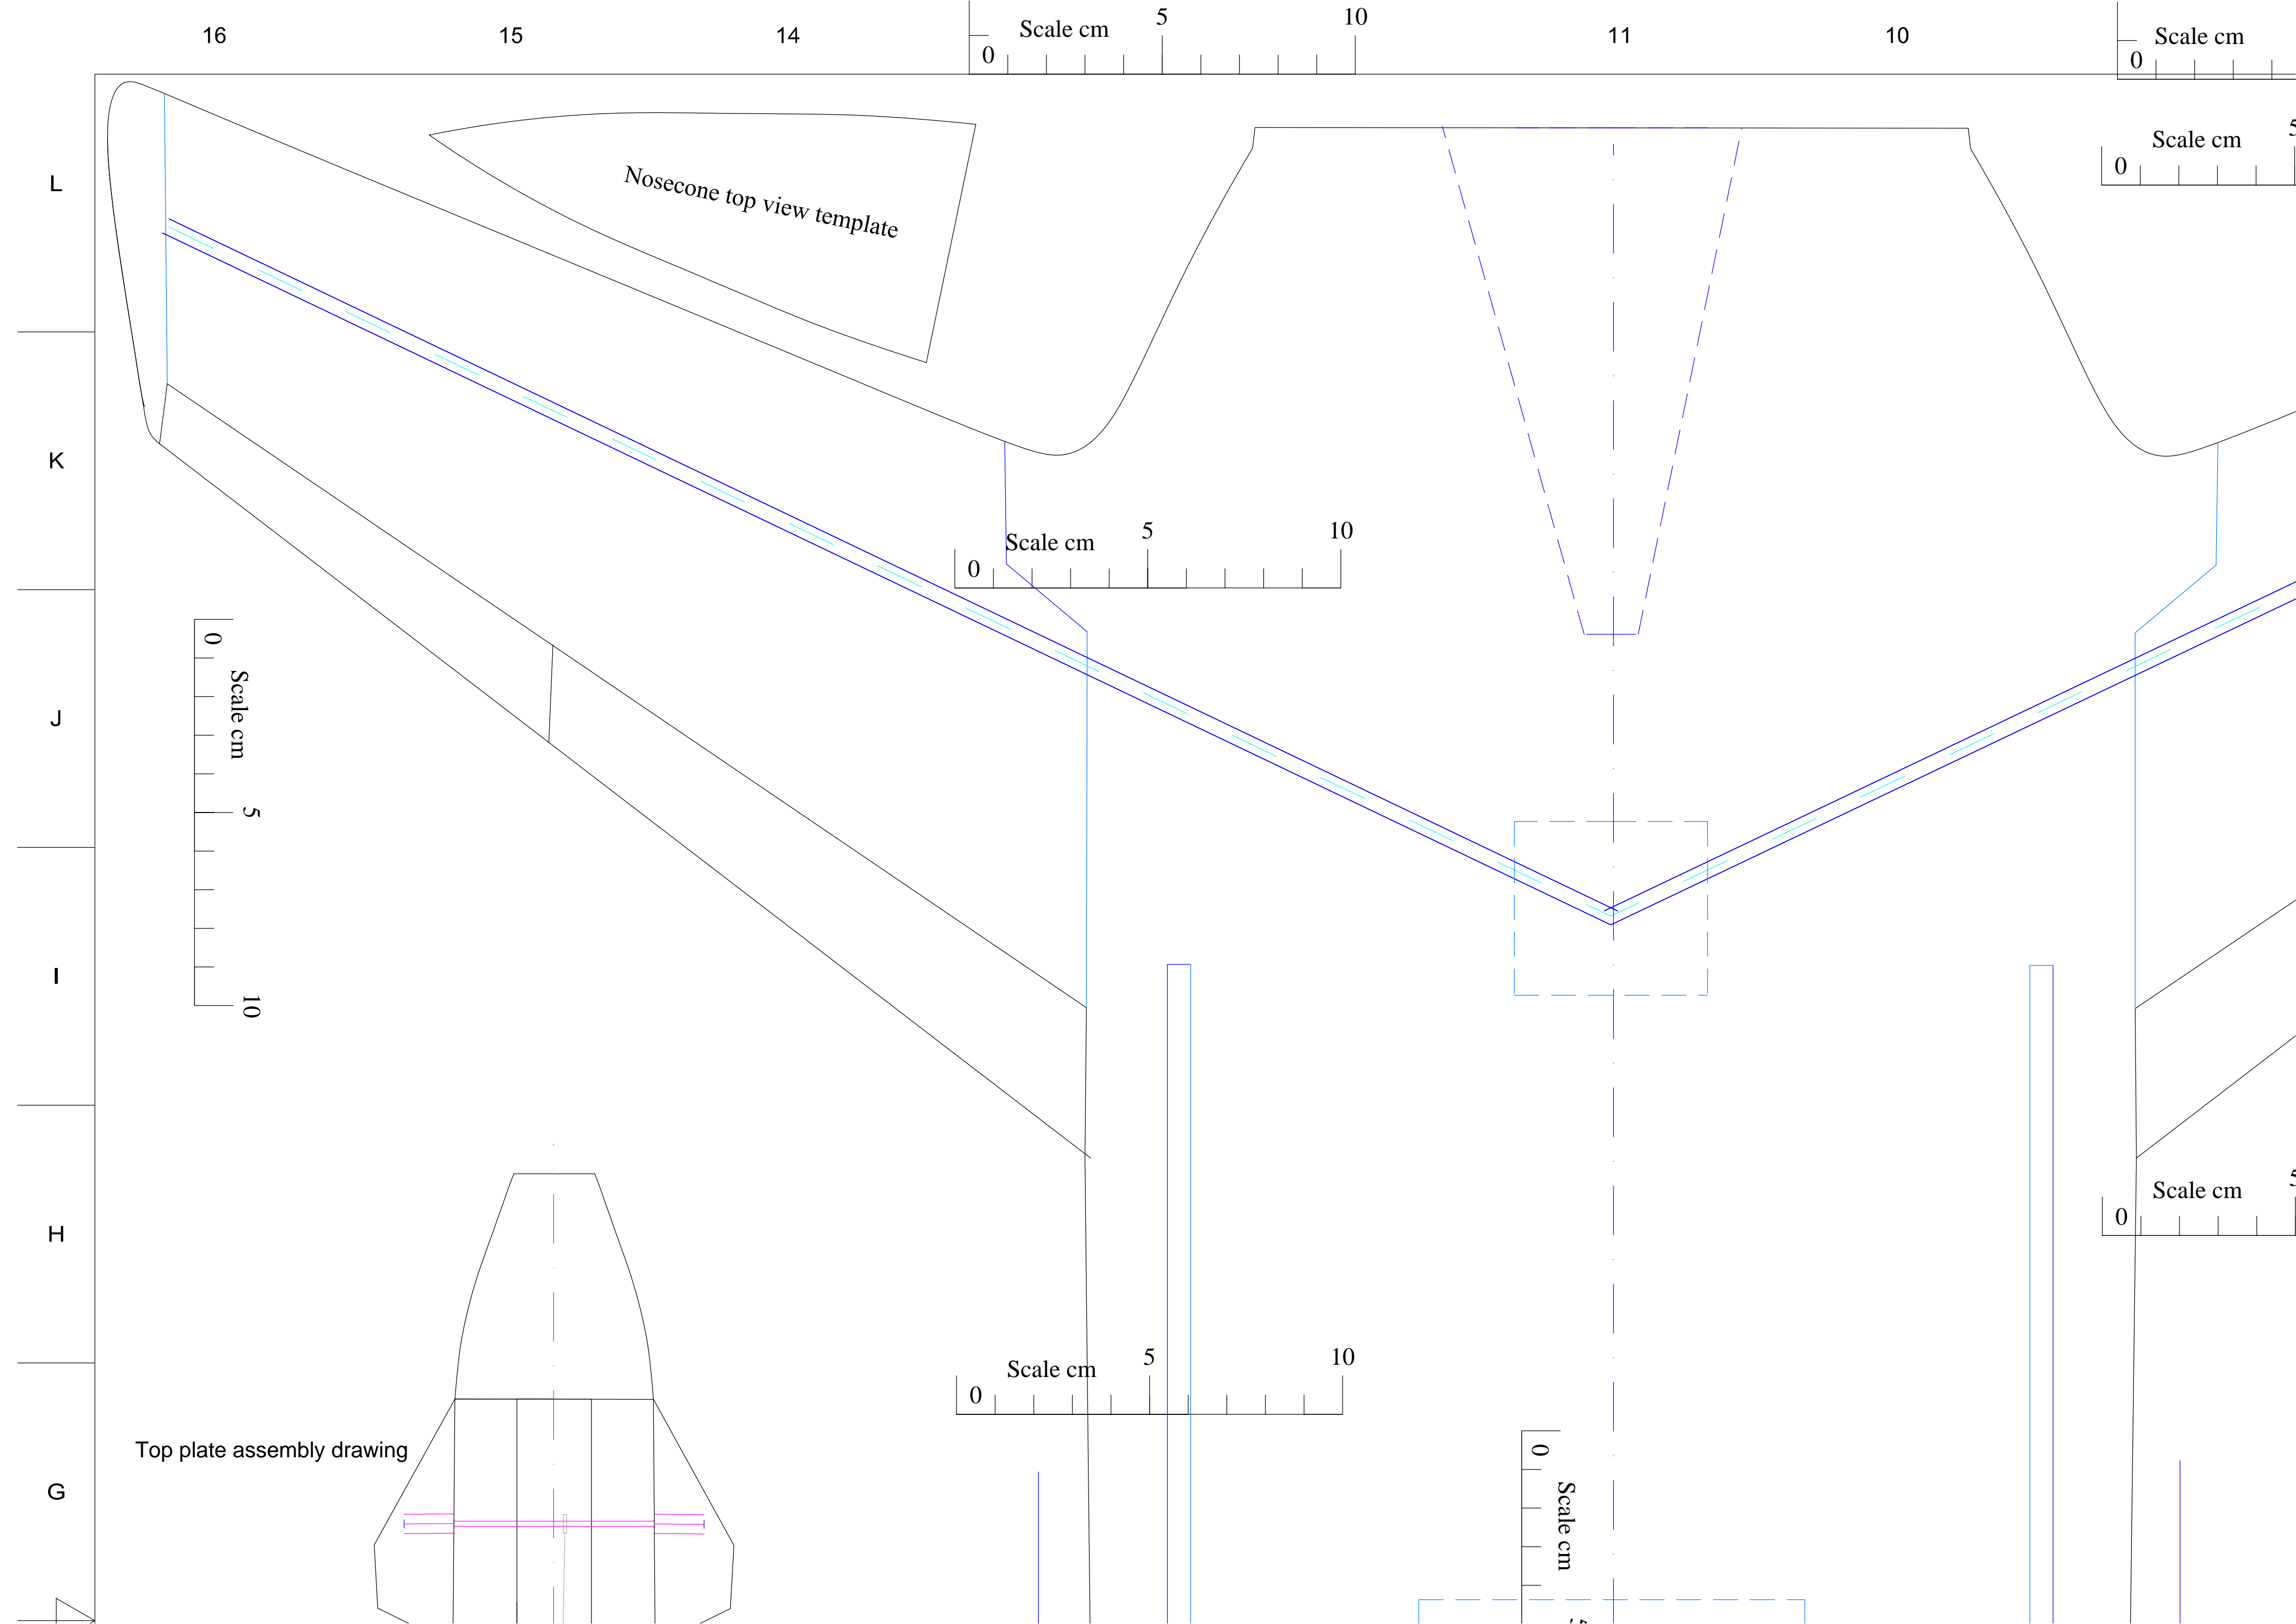 16 15 14 11 10
Scale cm 0 5 10
Scale cm 0
L
Nosecone top view template
Scale cm 0 5
K
Scale cm 0 5 10
J
0 Scale cm 5 10
I
H
Scale cm 0 5
Scale cm 0 5 10
Top plate assembly drawing
G
0 Scale cm